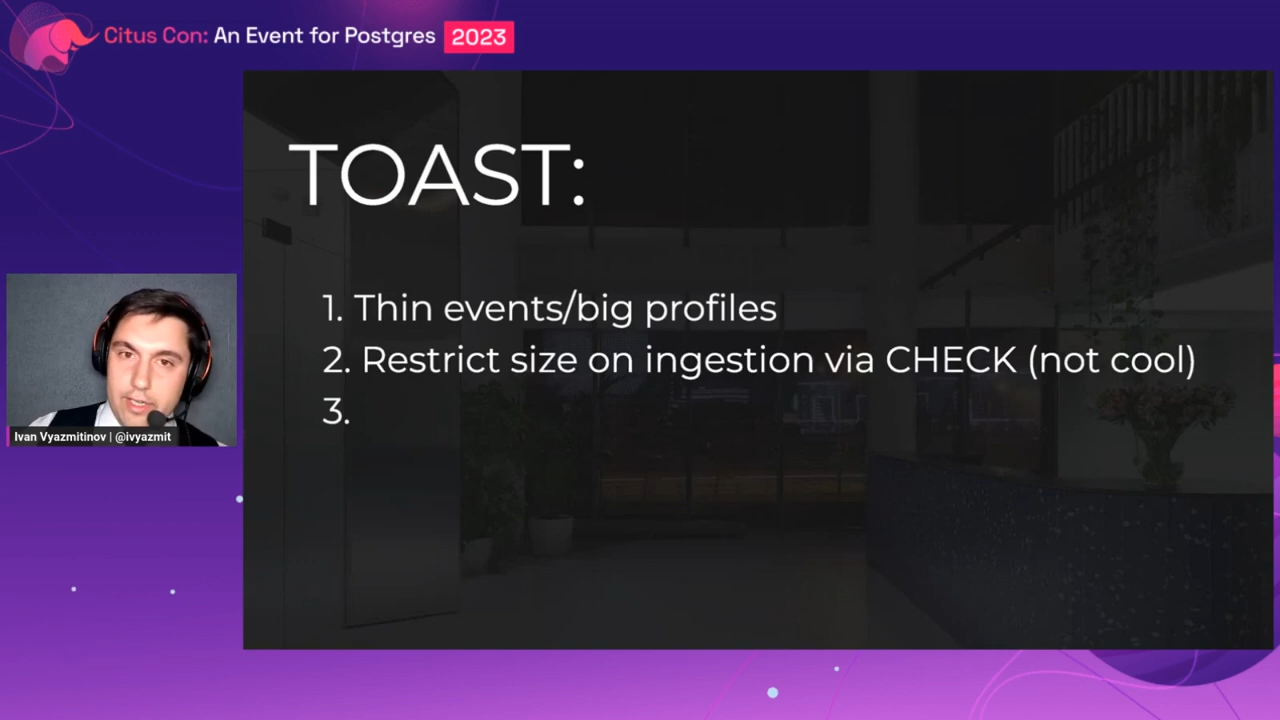 Citus Con: An Event for Postgres 2023
TOAST:
1. Thin events/big profiles
2. Restrict size on ingestion via CHECK (not cool)
3.
Ivan Vyazmitinov | @ivyazmit